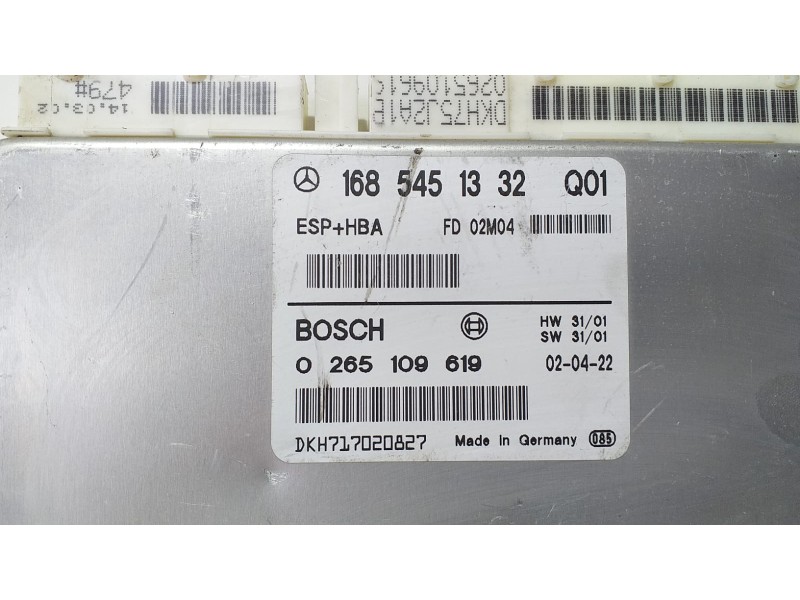 14.03.02
479#
DKH75J2A1B
0265109619
168 545 13 32 Q01
ESP+HBA FD 02M04
BOSCH HW 31/01
SW 31/01
0 265 109 619 02-04-22
DKH717020827 Made in Germany 085